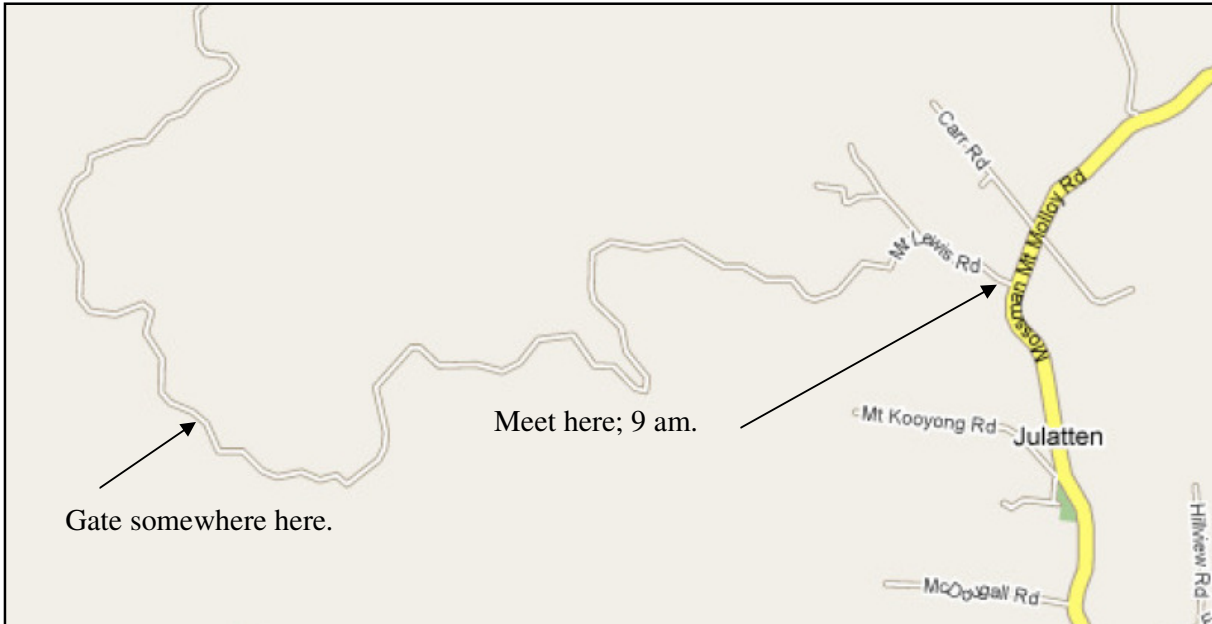 Carr Rd
Mossman Mt Molloy Rd
Mt Lewis Rd
Meet here; 9 am.
Mt Kooyong Rd
Julatten
Gate somewhere here.
Hillview Rd
McDougall Rd